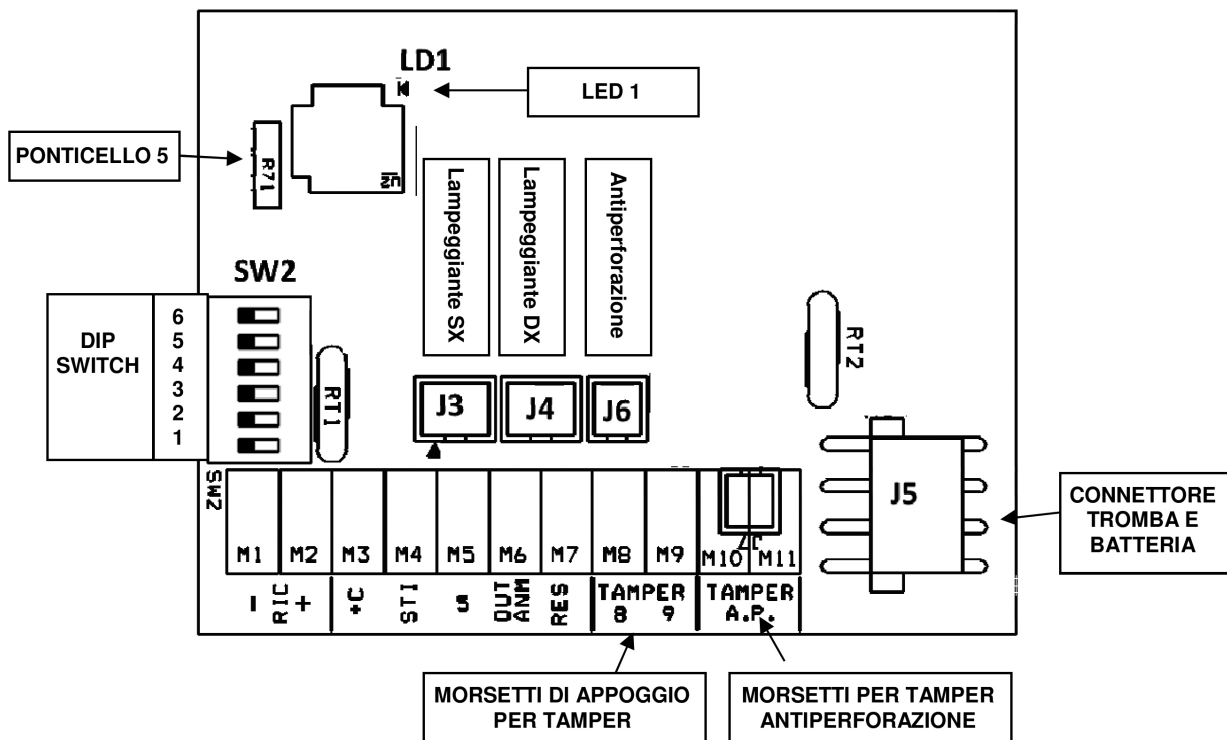 LD1
LED 1
PONTICELLO 5
R71
U2
Lampeggiante SX
Lampeggiante DX
Antiperforazione
SW2
DIP
SWITCH
6
5
4
3
2
1
RT1
RT2
J3
J4
J6
J5
SW2
CONNETTORE
TROMBA E
BATTERIA
M1 M2 M3 M4 M5 M6 M7 M8 M9 M10 M11
J7
- RIC +
+C
STI
5
OUT
ANM
RES
TAMPER
8 9
TAMPER
A.P.
MORSETTI DI APPOGGIO
PER TAMPER
MORSETTI PER TAMPER
ANTIPERFORAZIONE